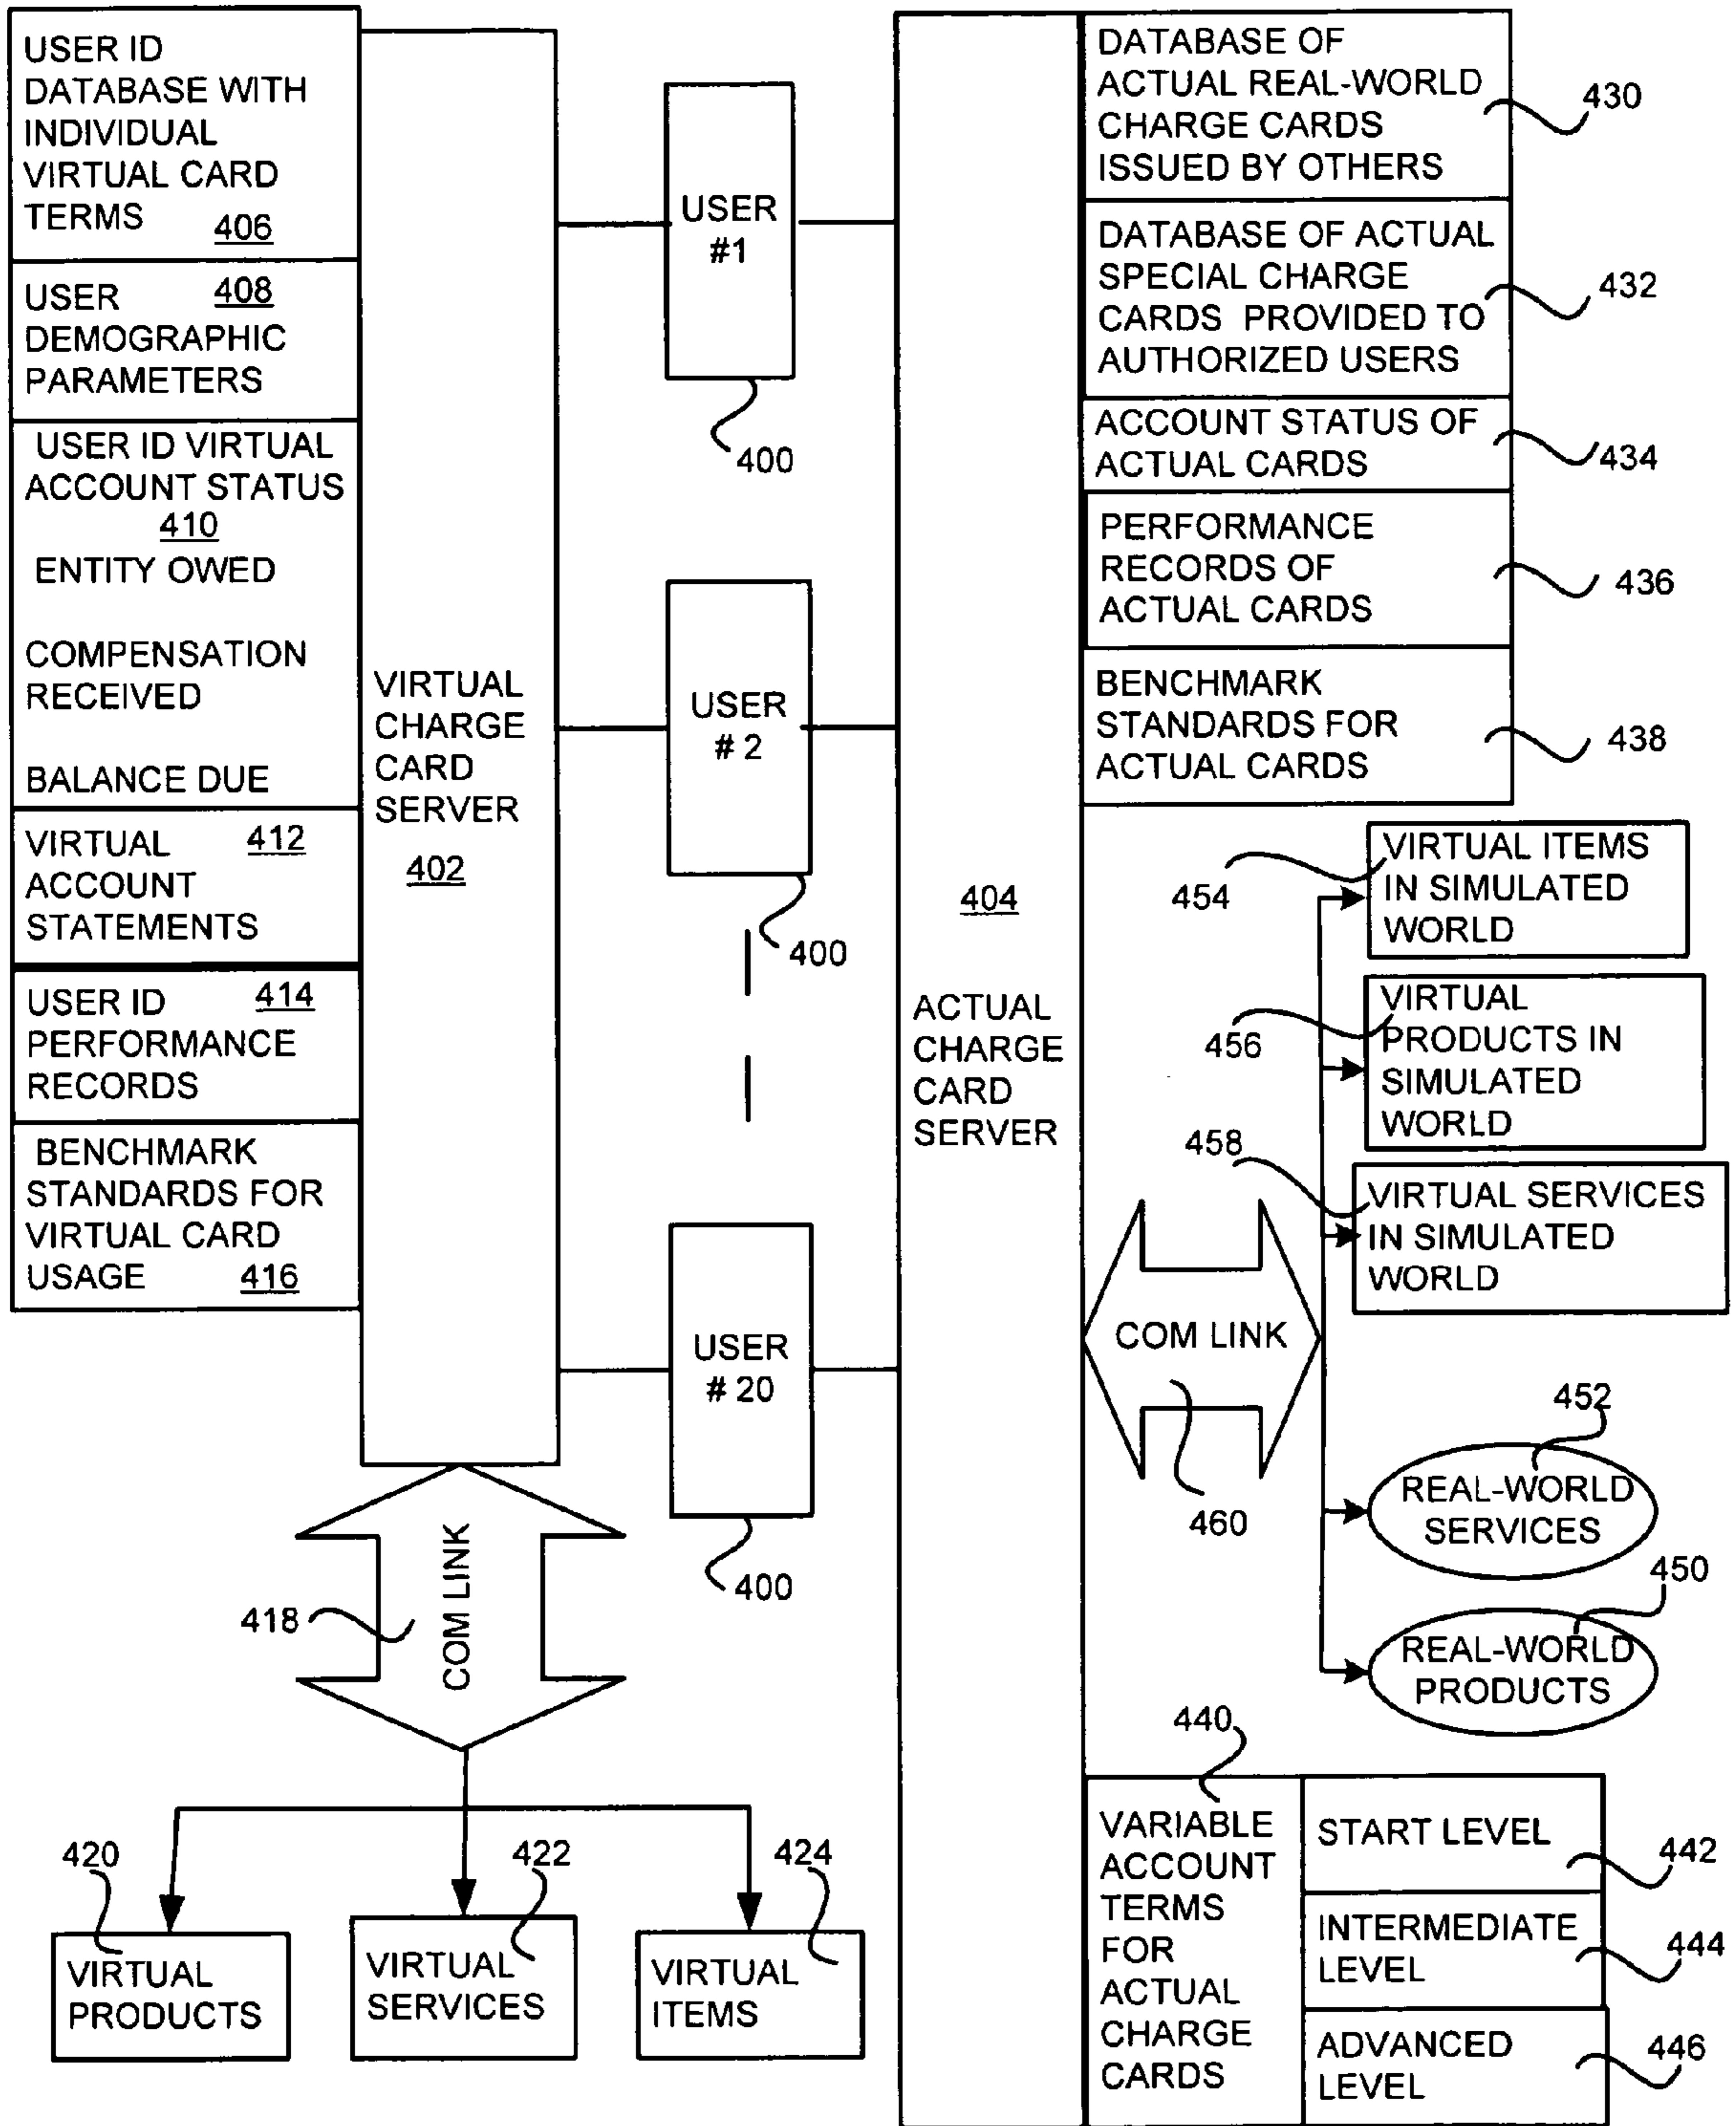 USER ID
DATABASE WITH
INDIVIDUAL
VIRTUAL CARD
TERMS 406
USER 408
DEMOGRAPHIC
PARAMETERS
USER ID VIRTUAL
ACCOUNT STATUS
410
ENTITY OWED
COMPENSATION
RECEIVED
BALANCE DUE
VIRTUAL 412
ACCOUNT
STATEMENTS
USER ID 414
PERFORMANCE
RECORDS
BENCHMARK
STANDARDS FOR
VIRTUAL CARD
USAGE 416
VIRTUAL
CHARGE
CARD
SERVER
402
USER
#1
400
USER
# 2
400
USER
# 20
400
404
ACTUAL
CHARGE
CARD
SERVER
DATABASE OF
ACTUAL REAL-WORLD
CHARGE CARDS
ISSUED BY OTHERS
430
DATABASE OF ACTUAL
SPECIAL CHARGE
CARDS PROVIDED TO
AUTHORIZED USERS
432
ACCOUNT STATUS OF
ACTUAL CARDS
434
PERFORMANCE
RECORDS OF
ACTUAL CARDS
436
BENCHMARK
STANDARDS FOR
ACTUAL CARDS
438
454
VIRTUAL ITEMS
IN SIMULATED
WORLD
456
VIRTUAL
PRODUCTS IN
SIMULATED
WORLD
458
VIRTUAL SERVICES
IN SIMULATED
WORLD
COM LINK
460
452
REAL-WORLD
SERVICES
450
REAL-WORLD
PRODUCTS
418
COM LINK
420
VIRTUAL
PRODUCTS
422
VIRTUAL
SERVICES
424
VIRTUAL
ITEMS
440
VARIABLE
ACCOUNT
TERMS
FOR
ACTUAL
CHARGE
CARDS
START LEVEL
442
INTERMEDIATE
LEVEL
444
ADVANCED
LEVEL
446